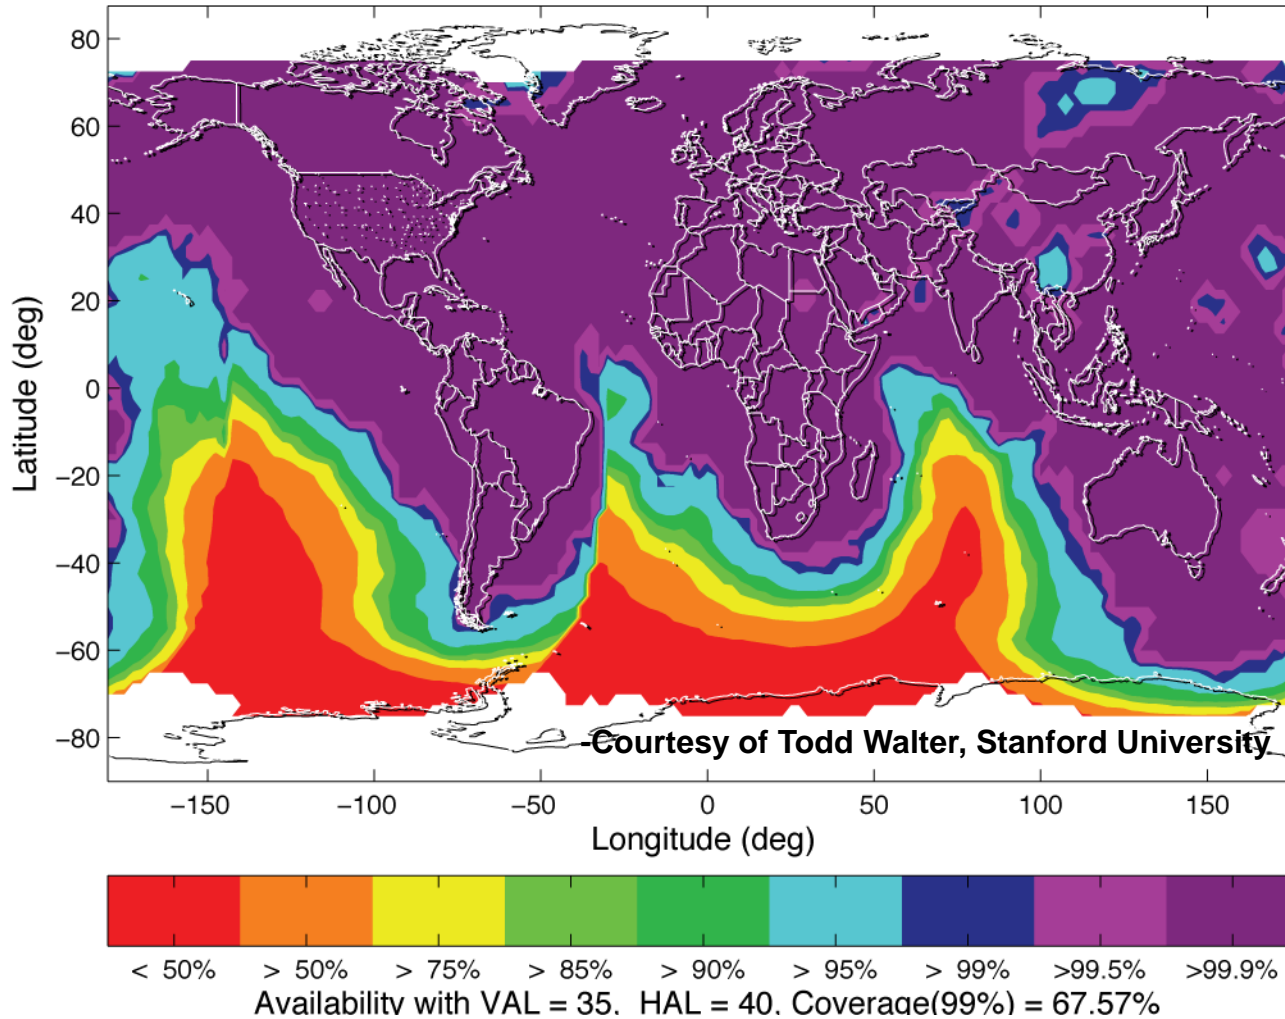 80
60
40
20
0
−20
−40
−60
−80
Latitude (deg)
-Courtesy of Todd Walter, Stanford University
−150 −100 −50 0 50 100 150
Longitude (deg)
< 50% > 50% > 75% > 85% > 90% > 95% > 99% >99.5% >99.9%
Availability with VAL = 35, HAL = 40, Coverage(99%) = 67.57%